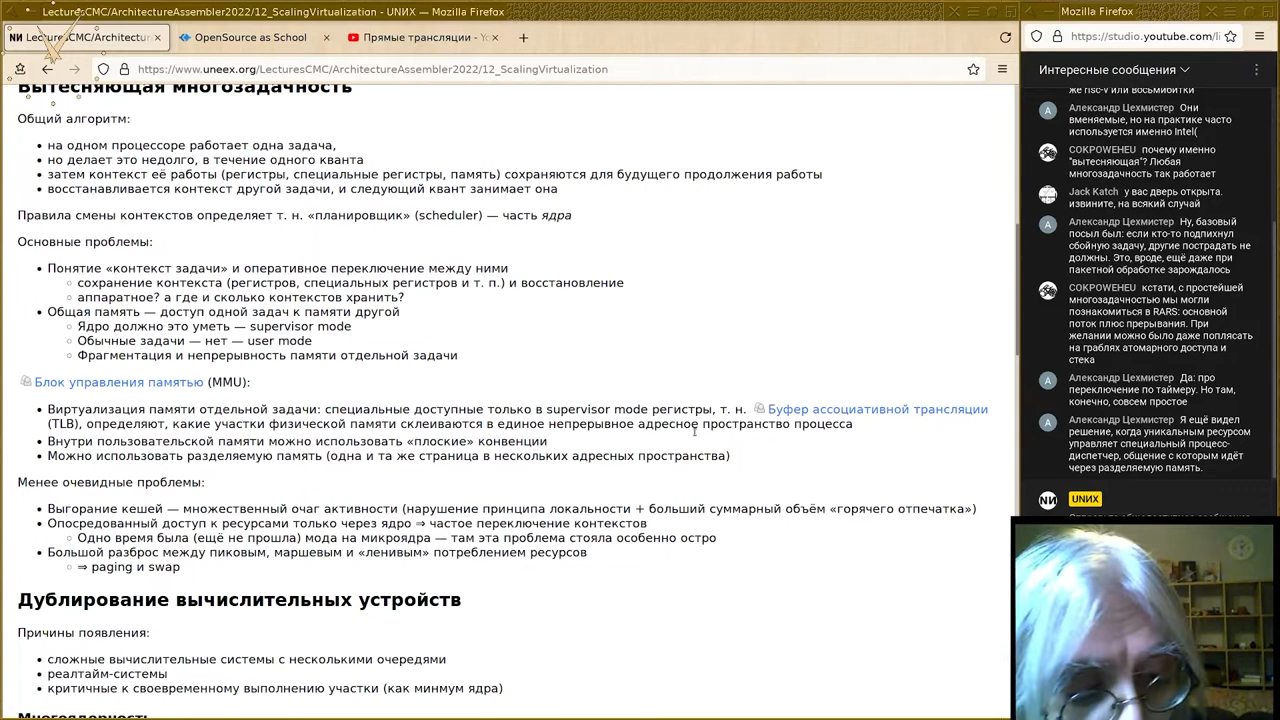 LecturesCMC/ArchitectureAssembler2022/12_ScalingVirtualization - UNИX — Mozilla Firefox
LecturesCMC/Architectur
OpenSource as School
Прямые трансляции - Yo
https://www.uneex.org/LecturesCMC/ArchitectureAssembler2022/12_ScalingVirtualization
Вытесняющая многозадачность
Общий алгоритм:
на одном процессоре работает одна задача,
но делает это недолго, в течение одного кванта
затем контекст её работы (регистры, специальные регистры, память) сохраняются для будущего продолжения работы
восстанавливается контекст другой задачи, и следующий квант занимает она
Правила смены контекстов определяет т. н. «планировщик» (scheduler) — часть ядра
Основные проблемы:
Понятие «контекст задачи» и оперативное переключение между ними
сохранение контекста (регистров, специальных регистров и т. п.) и восстановление
аппаратное? а где и сколько контекстов хранить?
Общая память — доступ одной задач к памяти другой
Ядро должно это уметь — supervisor mode
Обычные задачи — нет — user mode
Фрагментация и непрерывность памяти отдельной задачи
Блок управления памятью (MMU):
Виртуализация памяти отдельной задачи: специальные доступные только в supervisor mode регистры, т. н. Буфер ассоциативной трансляции
(TLB), определяют, какие участки физической памяти склеиваются в единое непрерывное адресное пространство процесса
Внутри пользовательской памяти можно использовать «плоские» конвенции
Можно использовать разделяемую память (одна и та же страница в нескольких адресных пространства)
Менее очевидные проблемы:
Выгорание кешей — множественный очаг активности (нарушение принципа локальности + больший суммарный объём «горячего отпечатка»)
Опосредованный доступ к ресурсами только через ядро ⇒ частое переключение контекстов
Одно время была (ещё не прошла) мода на микроядра — там эта проблема стояла особенно остро
Большой разброс между пиковым, маршевым и «ленивым» потреблением ресурсов
⇒ paging и swap
Дублирование вычислительных устройств
Причины появления:
сложные вычислительные системы с несколькими очередями
реалтайм-системы
критичные к своевременному выполнению участки (как минмум ядра)
Многоядерность
Mozilla Firefox
https://studio.youtube.com/li
Интересные сообщения
же risc-v или восьмибитки
Александр Цехмистер Они
вменяемые, но на практике часто
используется именно Intel(
COKPOWEHEU почему именно
"вытесняющая"? Любая
многозадачность так работает
Jack Katch у вас дверь открыта.
извините, на всякий случай
Александр Цехмистер Ну, базовый
посыл был: если кто-то подпихнул
сбойную задачу, другие пострадать не
должны. Это, вроде, ещё даже при
пакетной обработке зарождалось
COKPOWEHEU кстати, с простейшей
многозадачностью мы могли
познакомиться в RARS: основной
поток плюс прерывания. При
желании можно было даже поплясать
на граблях атомарного доступа и
стека
Александр Цехмистер Да: про
переключение по таймеру. Но там,
конечно, совсем простое
Александр Цехмистер Я ещё видел
решение, когда уникальным ресурсом
управляет специальный процесс-
диспетчер, общение с которым идёт
через разделяемую память.
UNИX